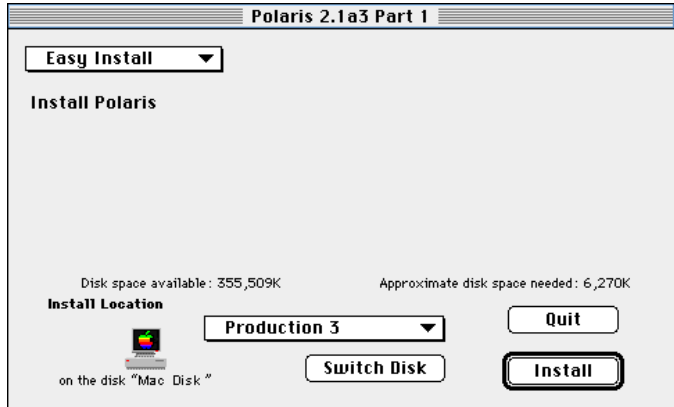 Polaris 2.1a3 Part 1
Easy Install
Install Polaris
Disk space available: 355,509K
Approximate disk space needed: 6,270K
Install Location
Production 3
Quit
Switch Disk
Install
on the disk "Mac Disk "